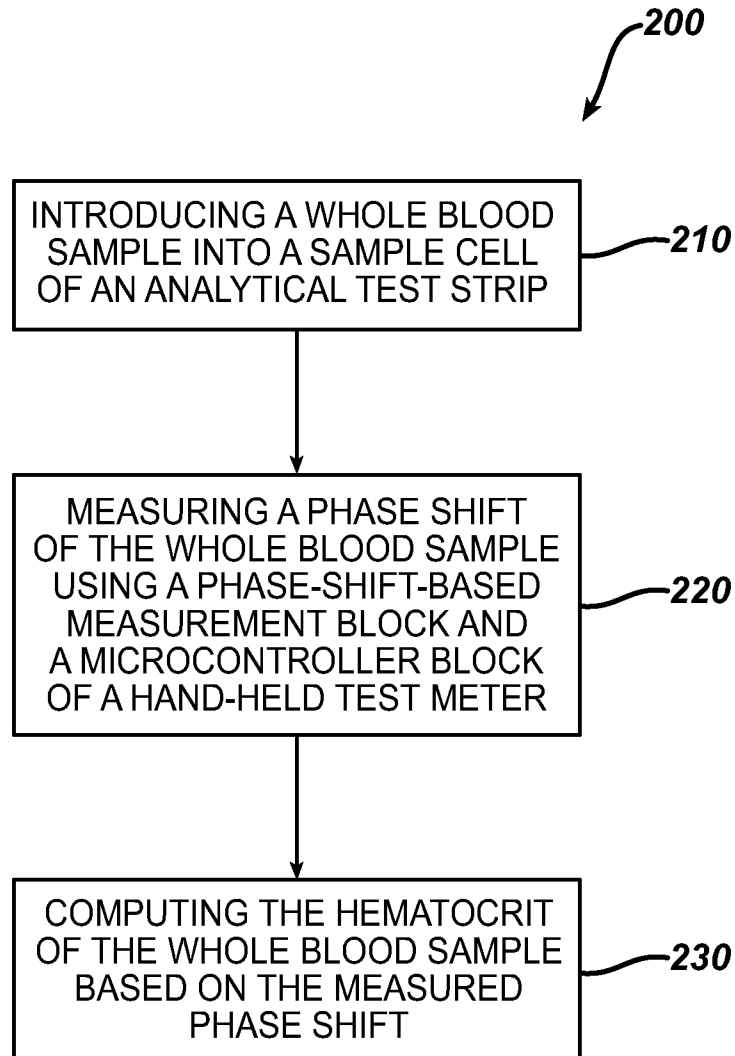 200
INTRODUCING A WHOLE BLOOD
SAMPLE INTO A SAMPLE CELL
OF AN ANALYTICAL TEST STRIP
210
MEASURING A PHASE SHIFT
OF THE WHOLE BLOOD SAMPLE
USING A PHASE-SHIFT-BASED
MEASUREMENT BLOCK AND
A MICROCONTROLLER BLOCK
OF A HAND-HELD TEST METER
220
COMPUTING THE HEMATOCRIT
OF THE WHOLE BLOOD SAMPLE
BASED ON THE MEASURED
PHASE SHIFT
230